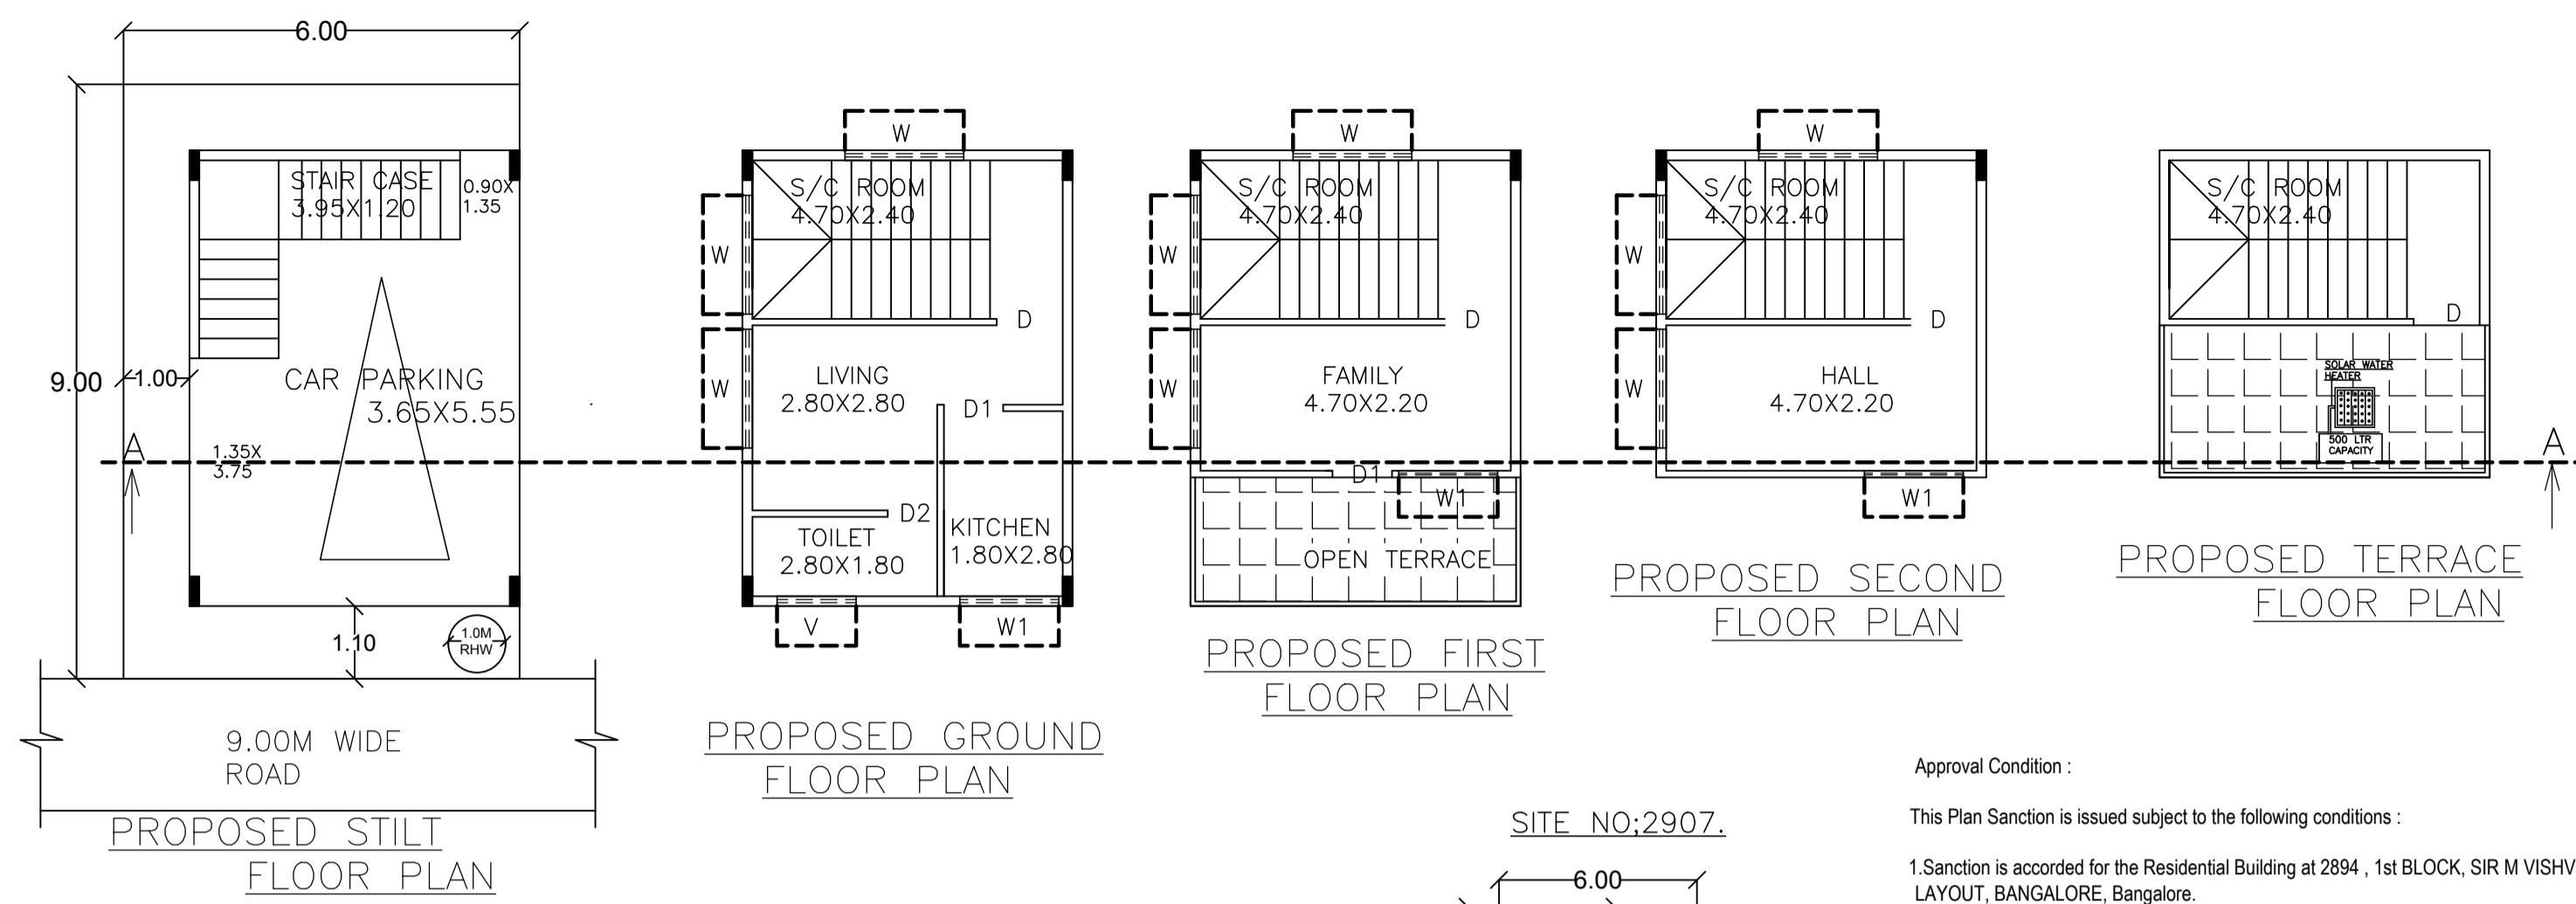 6.00
STAIR CASE
3.95X1.20
0.90X
1.35
9.00
1.00
CAR PARKING
3.65X5.55
A
1.35X
3.75
1.10
1.0M
RHW
9.00M WIDE
ROAD
PROPOSED STILT
FLOOR PLAN
W
S/C ROOM
4.70X2.40
W
D
W
LIVING
2.80X2.80
D1
D2
TOILET
2.80X1.80
KITCHEN
1.80X2.80
V
W1
PROPOSED GROUND
FLOOR PLAN
W
S/C ROOM
4.70X2.40
W
D
W
FAMILY
4.70X2.20
D1
W1
OPEN TERRACE
PROPOSED FIRST
FLOOR PLAN
W
S/C ROOM
4.70X2.40
W
D
W
HALL
4.70X2.20
W1
PROPOSED SECOND
FLOOR PLAN
S/C ROOM
4.70X2.40
D
SOLAR WATER
HEATER
500 LTR
CAPACITY
A
PROPOSED TERRACE
FLOOR PLAN
SITE NO;2907.
6.00
Approval Condition :
This Plan Sanction is issued subject to the following conditions :
1.Sanction is accorded for the Residential Building at 2894 , 1st BLOCK, SIR M VISHV
LAYOUT, BANGALORE, Bangalore.